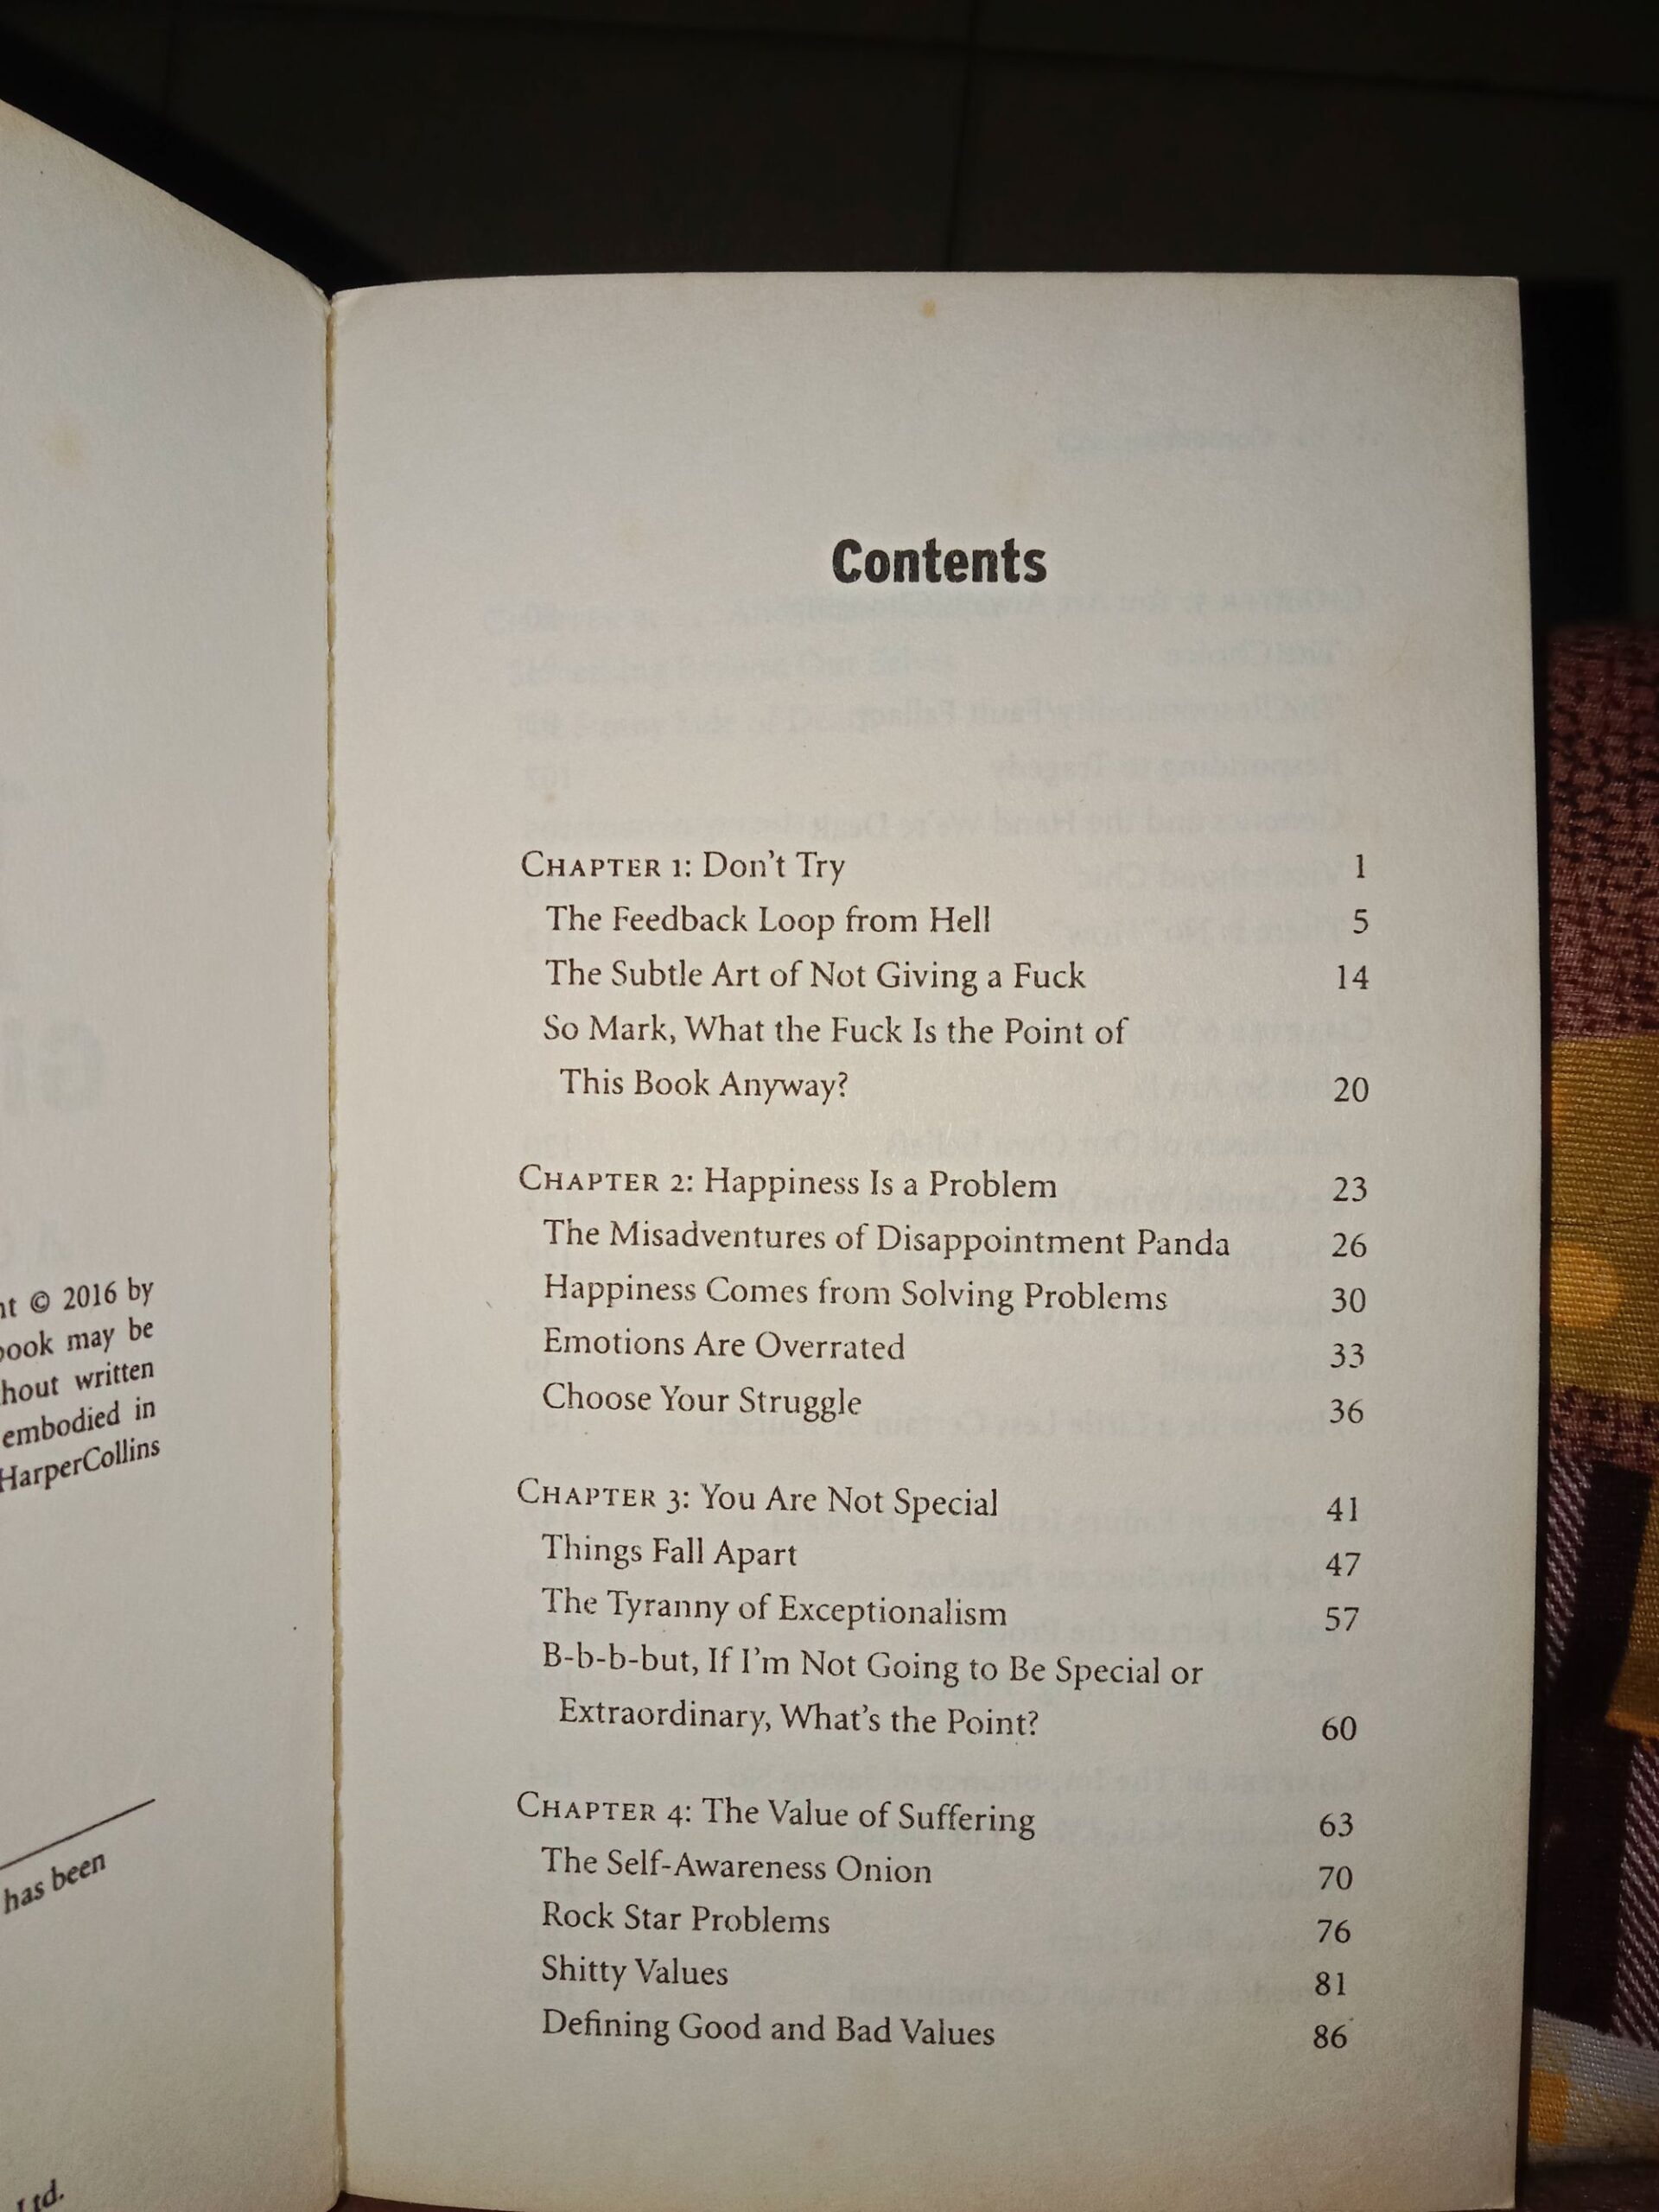 © 2016 by
book may be
written
embodied in
HarperCollins
has been
Ltd.
Contents
CHAPTER 1: Don't Try 1
The Feedback Loop from Hell 5
The Subtle Art of Not Giving a Fuck 14
So Mark, What the Fuck Is the Point of
This Book Anyway? 20
CHAPTER 2: Happiness Is a Problem 23
The Misadventures of Disappointment Panda 26
Happiness Comes from Solving Problems 30
Emotions Are Overrated 33
Choose Your Struggle 36
CHAPTER 3: You Are Not Special 41
Things Fall Apart 47
The Tyranny of Exceptionalism 57
B-b-b-but, If I'm Not Going to Be Special or
Extraordinary, What's the Point? 60
CHAPTER 4: The Value of Suffering 63
The Self-Awareness Onion 70
Rock Star Problems 76
Shitty Values 81
Defining Good and Bad Values 86